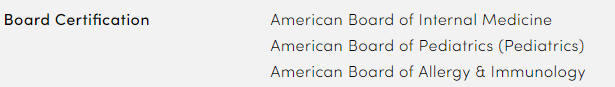 Board Certification American Board of Internal Medicine
American Board of Pediatrics (Pediatrics)
American Board of Allergy & Immunology